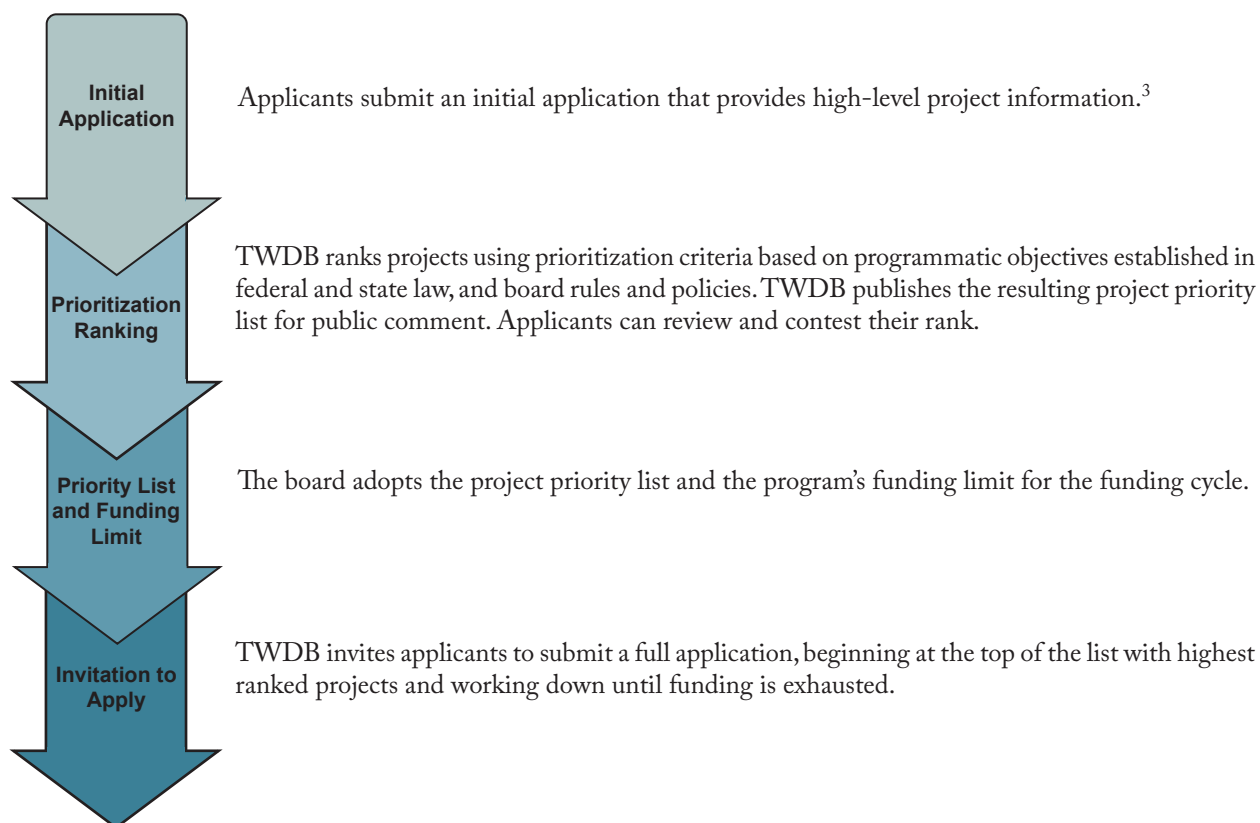 Initial
Application
Applicants submit an initial application that provides high-level project information.3
Prioritization
Ranking
TWDB ranks projects using prioritization criteria based on programmatic objectives established in
federal and state law, and board rules and policies. TWDB publishes the resulting project priority
list for public comment. Applicants can review and contest their rank.
Priority List
and Funding
Limit
The board adopts the project priority list and the program's funding limit for the funding cycle.
Invitation to
Apply
TWDB invites applicants to submit a full application, beginning at the top of the list with highest
ranked projects and working down until funding is exhausted.